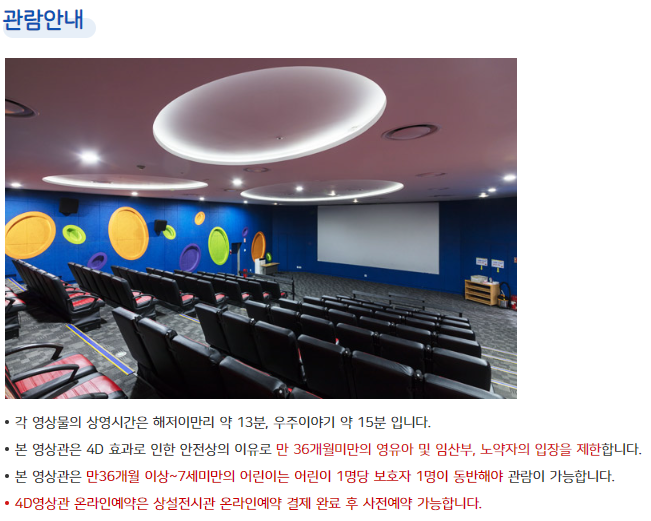 관람안내
• 각 영상물의 상영시간은 해저이만리 약 13분, 우주이야기 약 15분 입니다.
• 본 영상관은 4D 효과로 인한 안전상의 이유로 만 36개월미만의 영유아 및 임산부, 노약자의 입장을 제한합니다.
• 본 영상관은 만36개월 이상~7세미만의 어린이는 어린이 1명당 보호자 1명이 동반해야 관람이 가능합니다.
• 4D영상관 온라인예약은 상설전시관 온라인예약 결제 완료 후 사전예약 가능합니다.